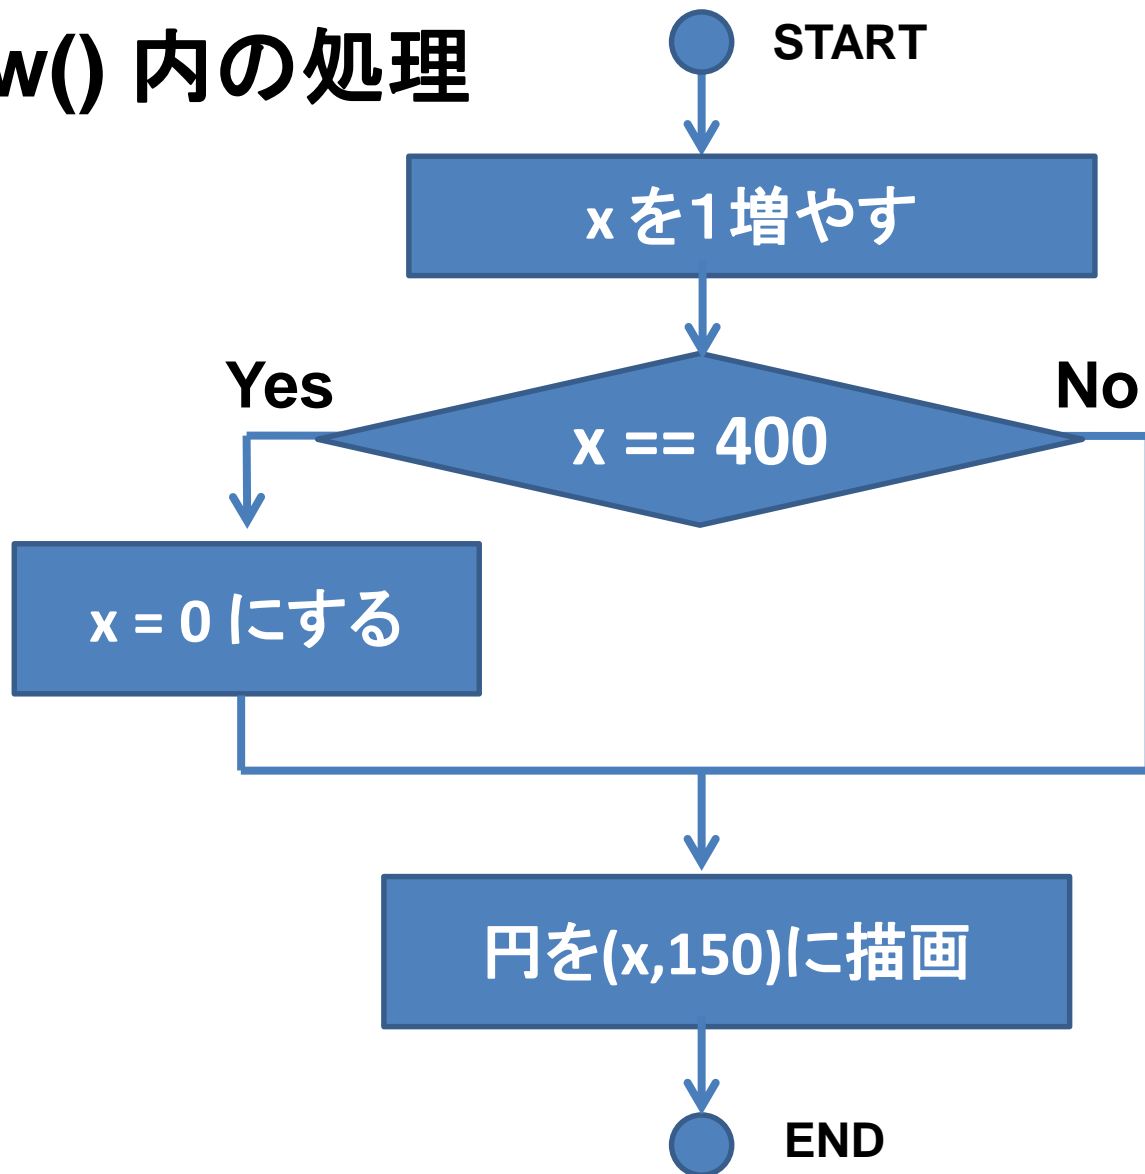 w() 内の処理
START
xを1増やす
Yes
No
x == 400
x = 0 にする
円を(x,150)に描画
END